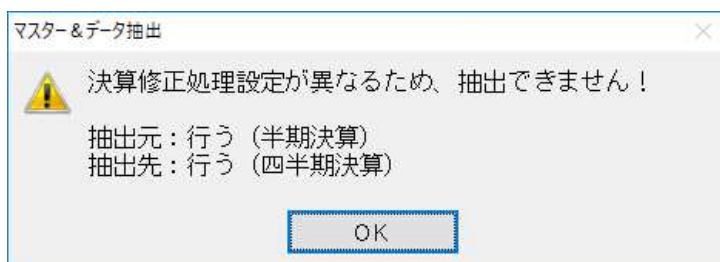 マスター&データ抽出
決算修正処理設定が異なるため、抽出できません！
抽出元：行う（半期決算）
抽出先：行う（四半期決算）
OK